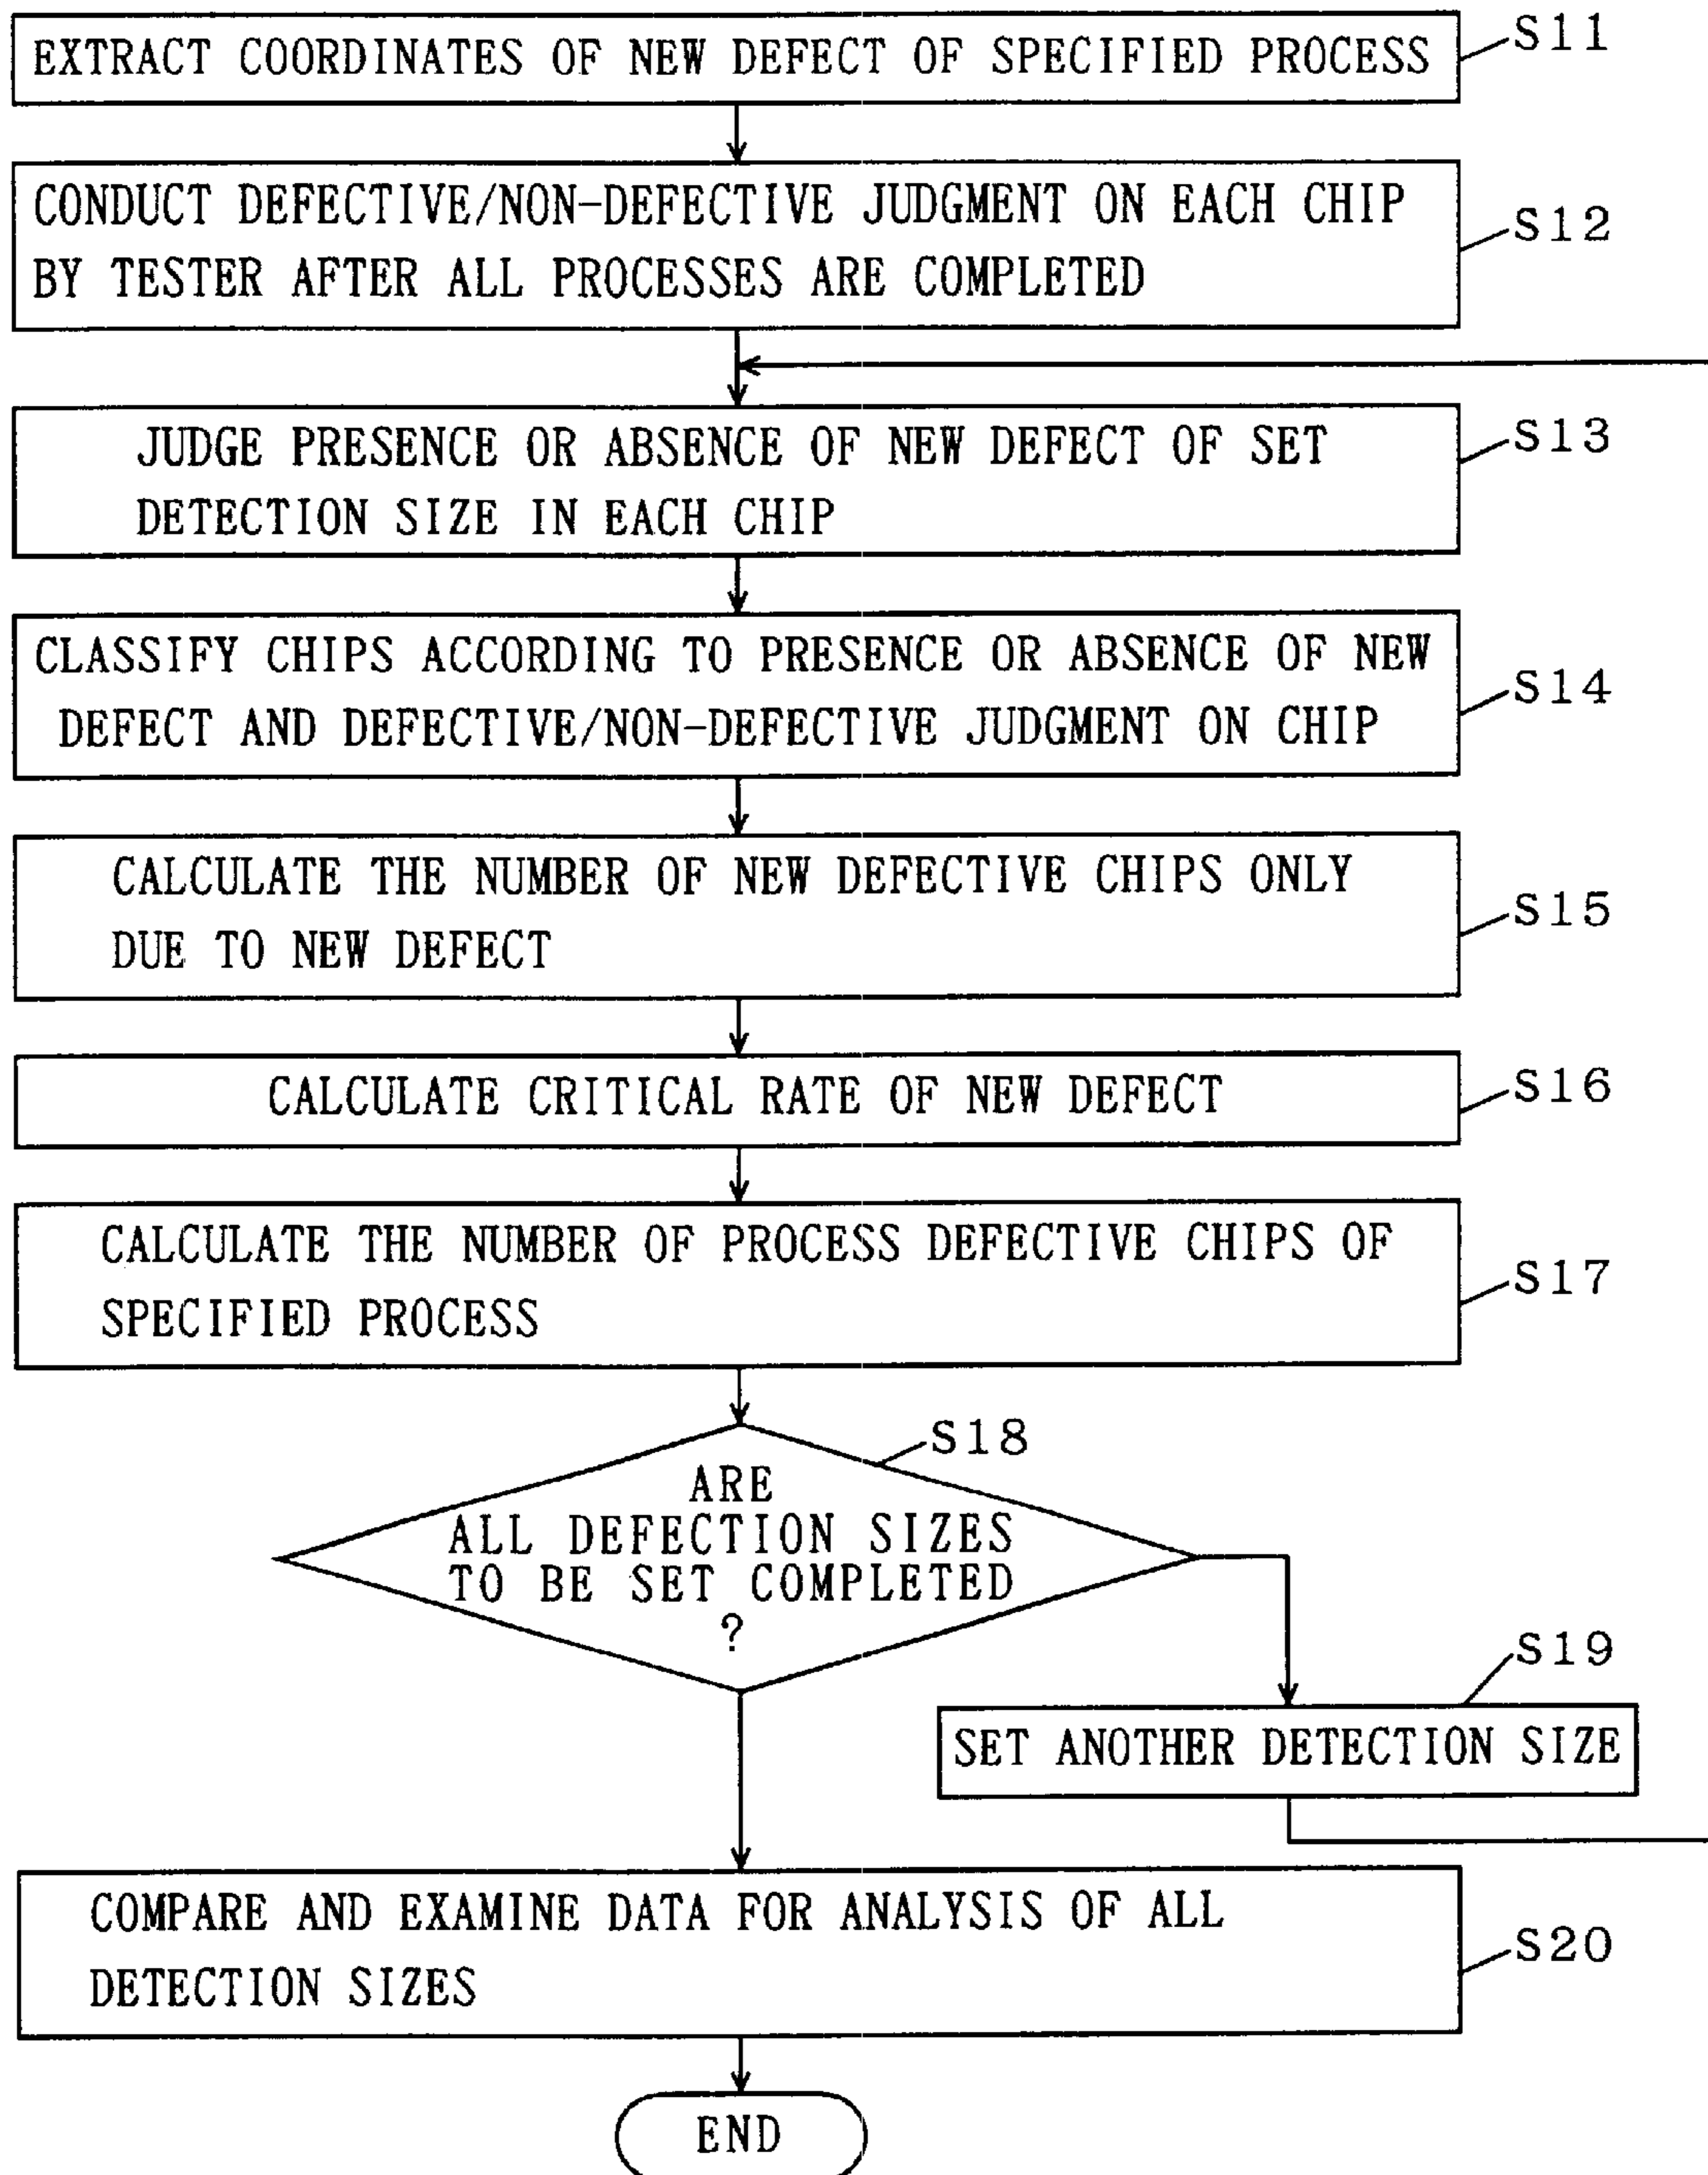 EXTRACT COORDINATES OF NEW DEFECT OF SPECIFIED PROCESS
S11
CONDUCT DEFECTIVE/NON-DEFECTIVE JUDGMENT ON EACH CHIP
BY TESTER AFTER ALL PROCESSES ARE COMPLETED
S12
JUDGE PRESENCE OR ABSENCE OF NEW DEFECT OF SET
DETECTION SIZE IN EACH CHIP
S13
CLASSIFY CHIPS ACCORDING TO PRESENCE OR ABSENCE OF NEW
DEFECT AND DEFECTIVE/NON-DEFECTIVE JUDGMENT ON CHIP
S14
CALCULATE THE NUMBER OF NEW DEFECTIVE CHIPS ONLY
DUE TO NEW DEFECT
S15
CALCULATE CRITICAL RATE OF NEW DEFECT
S16
CALCULATE THE NUMBER OF PROCESS DEFECTIVE CHIPS OF
SPECIFIED PROCESS
S17
S18
ARE
ALL DEFECTION SIZES
TO BE SET COMPLETED
?
S19
SET ANOTHER DETECTION SIZE
COMPARE AND EXAMINE DATA FOR ANALYSIS OF ALL
DETECTION SIZES
S20
END